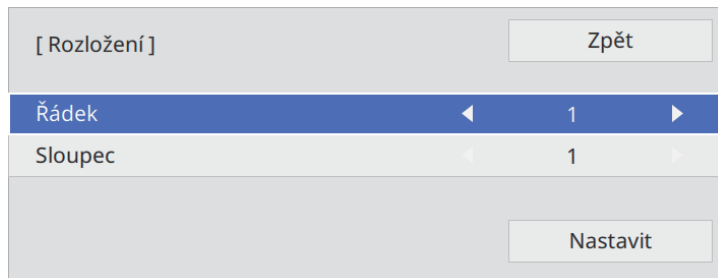 [ Rozložení ]
Zpět
Řádek 1
Sloupec 1
Nastavit